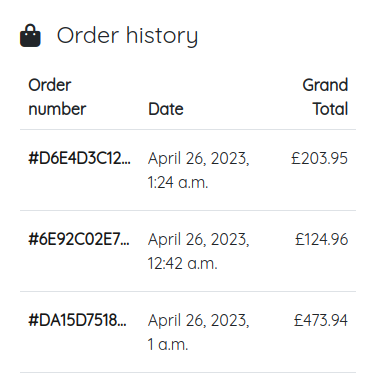 Order history
Order number Date Grand Total
#D6E4D3C12... April 26, 2023, 1:24 a.m. £203.95
#6E92C02E7... April 26, 2023, 12:42 a.m. £124.96
#DA15D7518... April 26, 2023, 1 a.m. £473.94